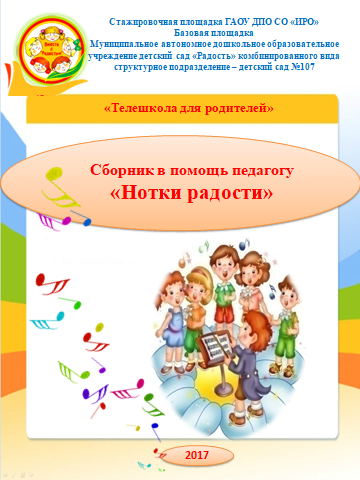 Стажировочная площадка ГАОУ ДПО СО «ИРО»
Базовая площадка
Муниципальное автономное дошкольное образовательное
учреждение детский сад «Радость» комбинированного вида
структурное подразделение – детский сад №107
Вместе
к
Радости!
«Телешкола для родителей»
Сборник в помощь педагогу
«Нотки радости»
2017